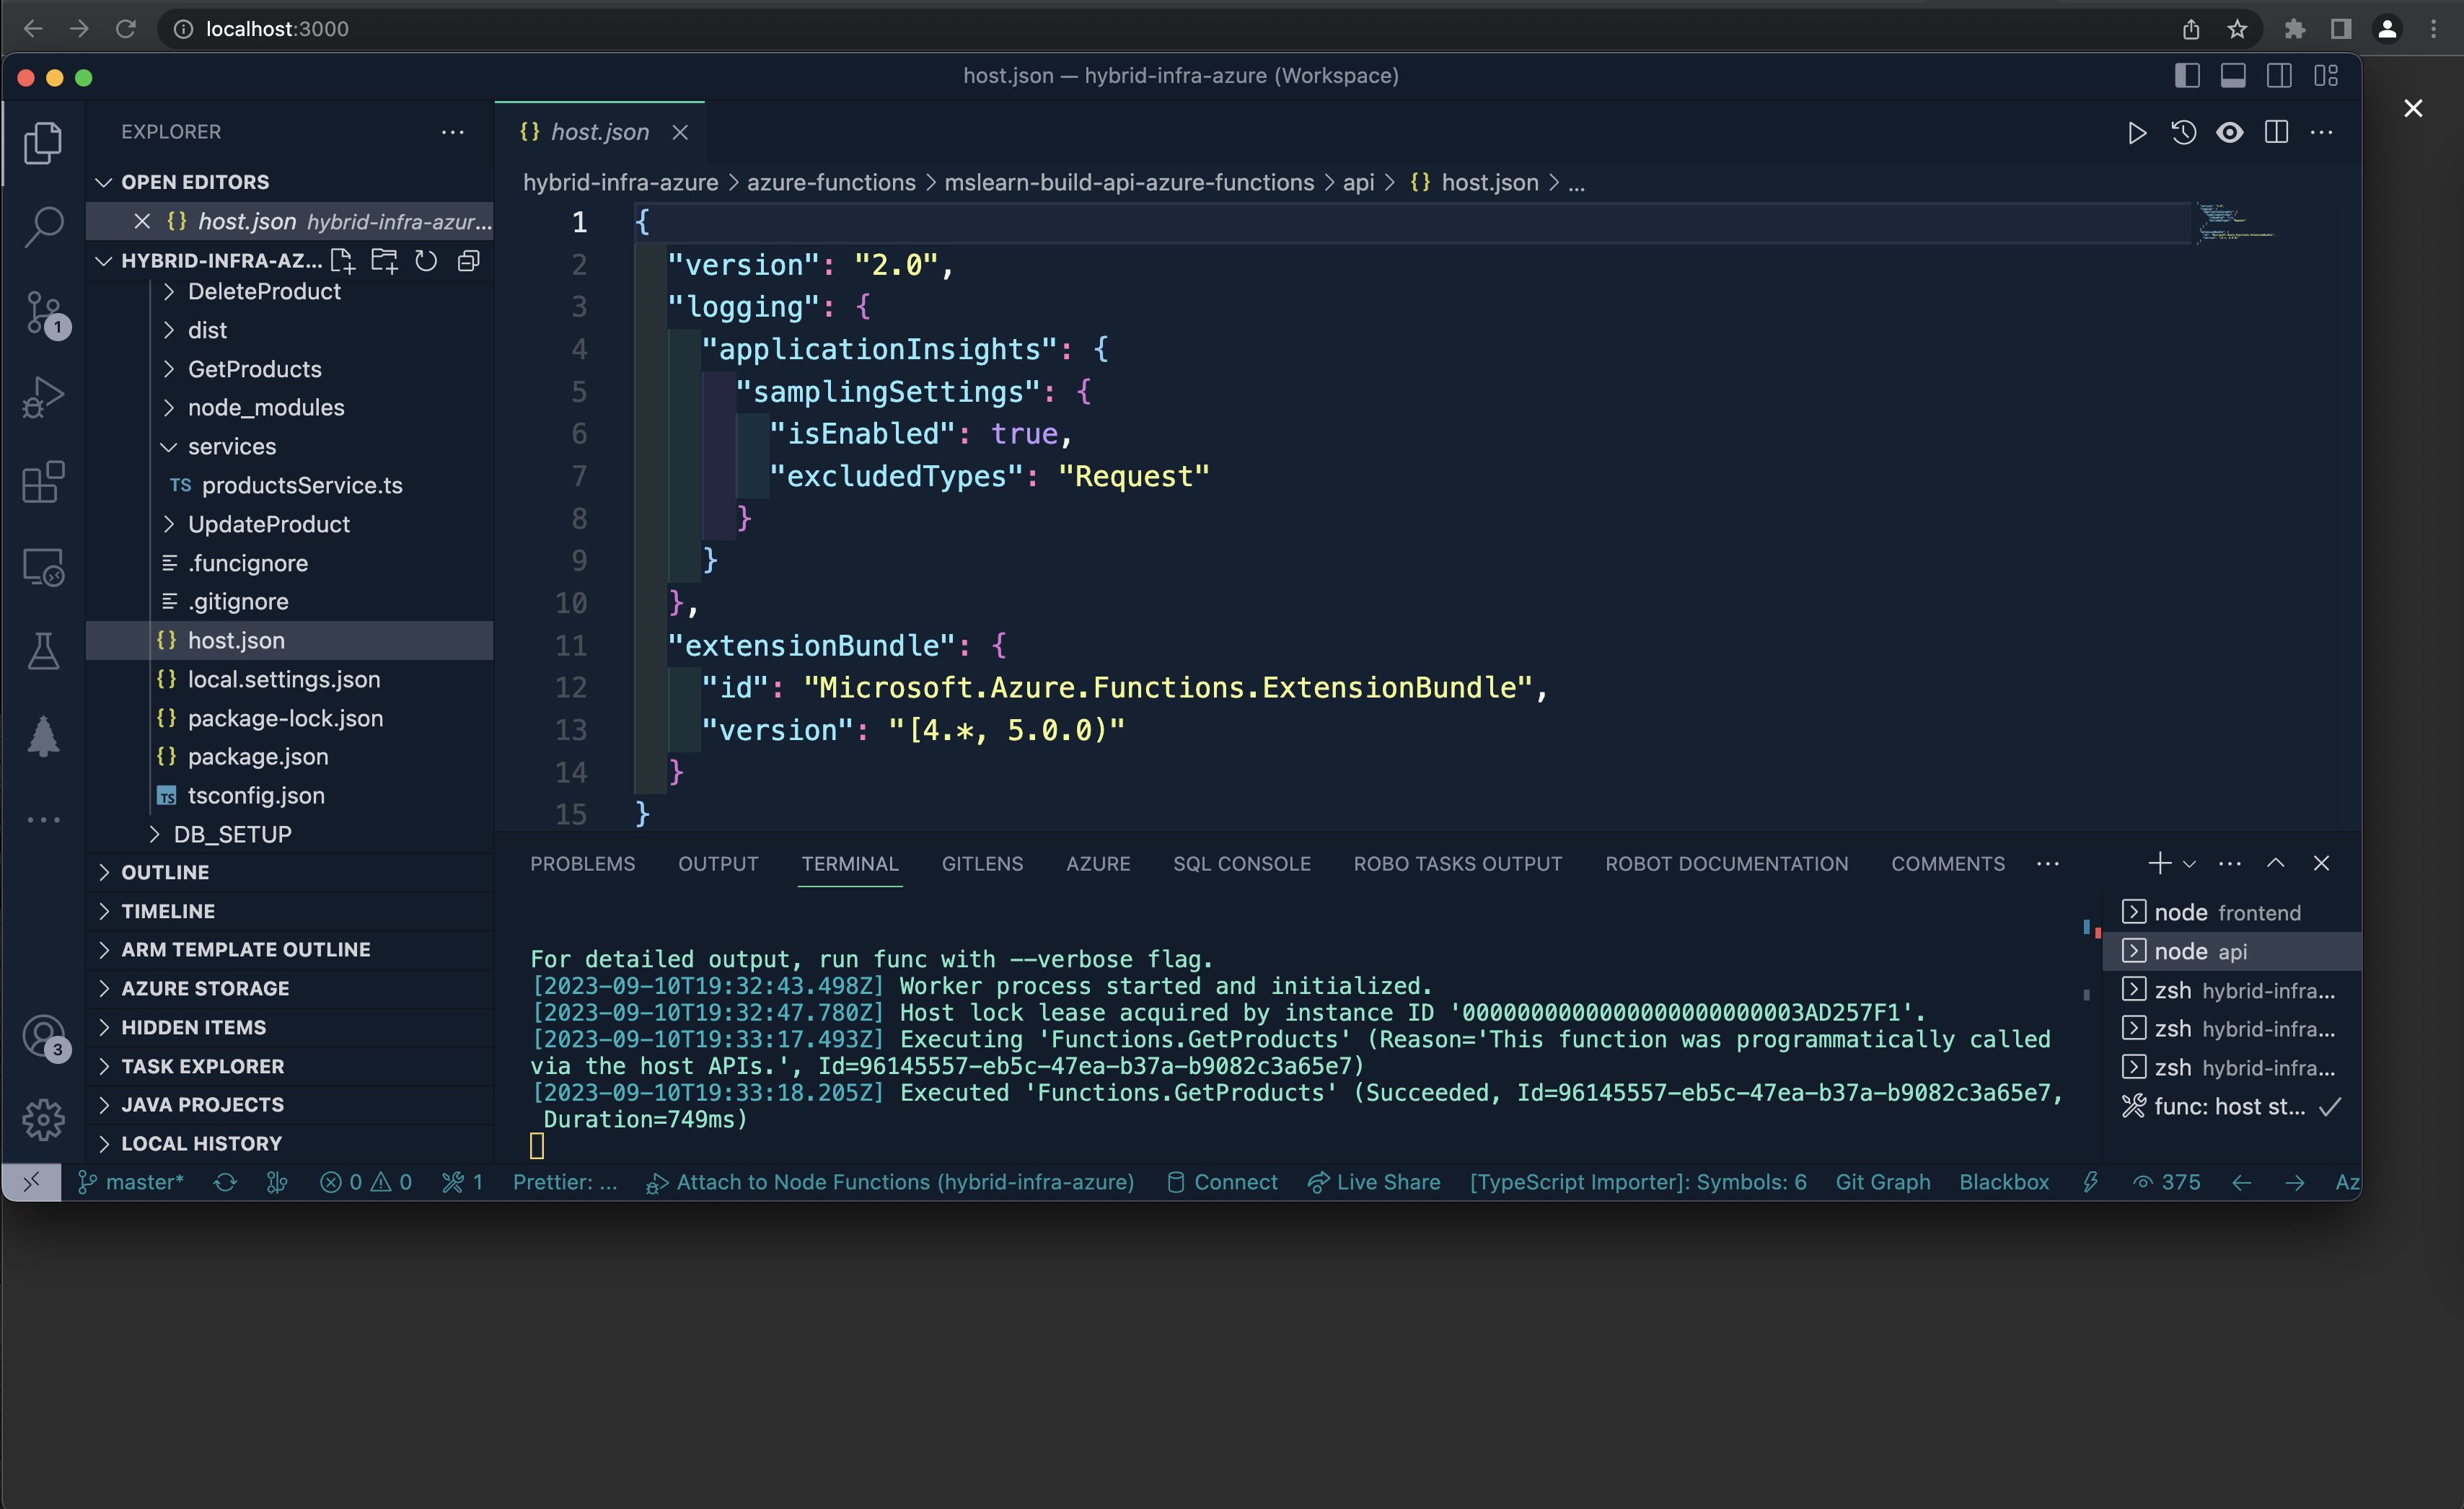 localhost:3000
host.json — hybrid-infra-azure (Workspace)
EXPLORER
OPEN EDITORS
host.json hybrid-infra-azur...
HYBRID-INFRA-AZ...
DeleteProduct
dist
GetProducts
node_modules
services
TS productsService.ts
UpdateProduct
.funcignore
.gitignore
{} host.json
{} local.settings.json
{} package-lock.json
{} package.json
TS tsconfig.json
DB_SETUP
OUTLINE
TIMELINE
ARM TEMPLATE OUTLINE
AZURE STORAGE
HIDDEN ITEMS
TASK EXPLORER
JAVA PROJECTS
LOCAL HISTORY
1
3
{} host.json
hybrid-infra-azure > azure-functions > mslearn-build-api-azure-functions > api > {} host.json > ...
1 {
2 "version": "2.0",
3 "logging": {
4 "applicationInsights": {
5 "samplingSettings": {
6 "isEnabled": true,
7 "excludedTypes": "Request"
8 }
9 }
10 },
11 "extensionBundle": {
12 "id": "Microsoft.Azure.Functions.ExtensionBundle",
13 "version": "[4.*, 5.0.0)"
14 }
15 }
PROBLEMS OUTPUT TERMINAL GITLENS AZURE SQL CONSOLE ROBO TASKS OUTPUT ROBOT DOCUMENTATION COMMENTS ...
For detailed output, run func with --verbose flag.
[2023-09-10T19:32:43.498Z] Worker process started and initialized.
[2023-09-10T19:32:47.780Z] Host lock lease acquired by instance ID '0000000000000000000000003AD257F1'.
[2023-09-10T19:33:17.493Z] Executing 'Functions.GetProducts' (Reason='This function was programmatically called
via the host APIs.', Id=96145557-eb5c-47ea-b37a-b9082c3a65e7)
[2023-09-10T19:33:18.205Z] Executed 'Functions.GetProducts' (Succeeded, Id=96145557-eb5c-47ea-b37a-b9082c3a65e7,
Duration=749ms)
node frontend
node api
zsh hybrid-infra...
zsh hybrid-infra...
zsh hybrid-infra...
func: host st...
master* 0 0 1 Prettier: ... Attach to Node Functions (hybrid-infra-azure) Connect Live Share [TypeScript Importer]: Symbols: 6 Git Graph Blackbox 375 Az